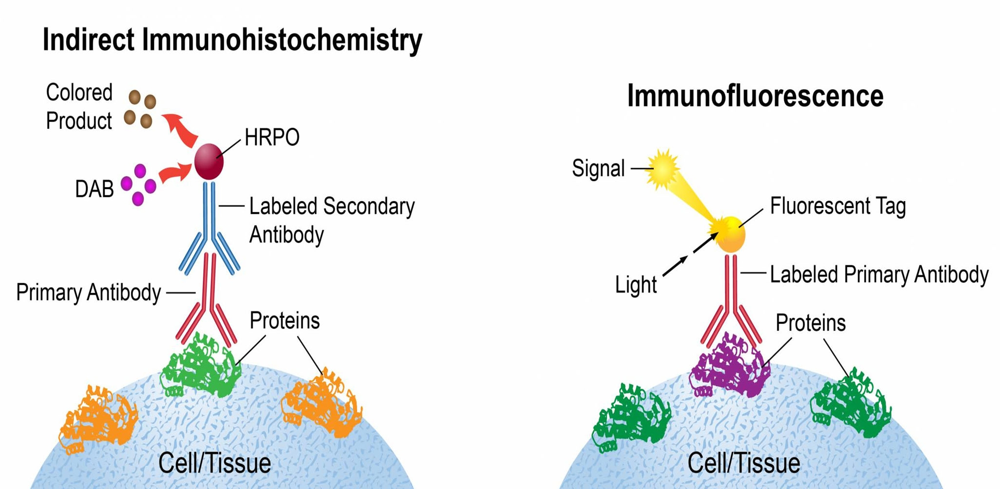 Indirect Immunohistochemistry
Colored
Product
HRPO
DAB
Labeled Secondary
Antibody
Primary Antibody
Proteins
Cell/Tissue
Immunofluorescence
Signal
Fluorescent Tag
Light
Labeled Primary Antibody
Proteins
Cell/Tissue